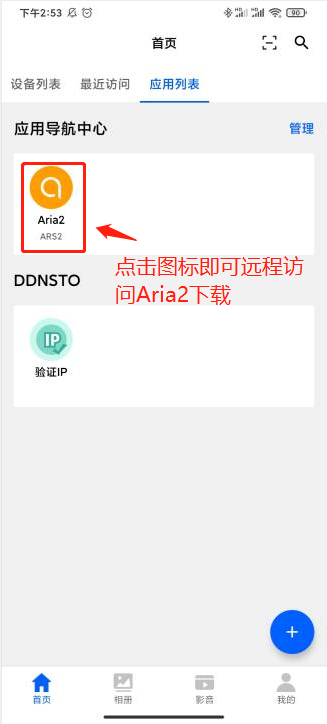 下午2:53
90
首页
设备列表 最近访问 应用列表
应用导航中心 管理
Aria2
ARS2
点击图标即可远程访
问Aria2下载
DDNSTO
IP
验证IP
首页 相册 影音 我的